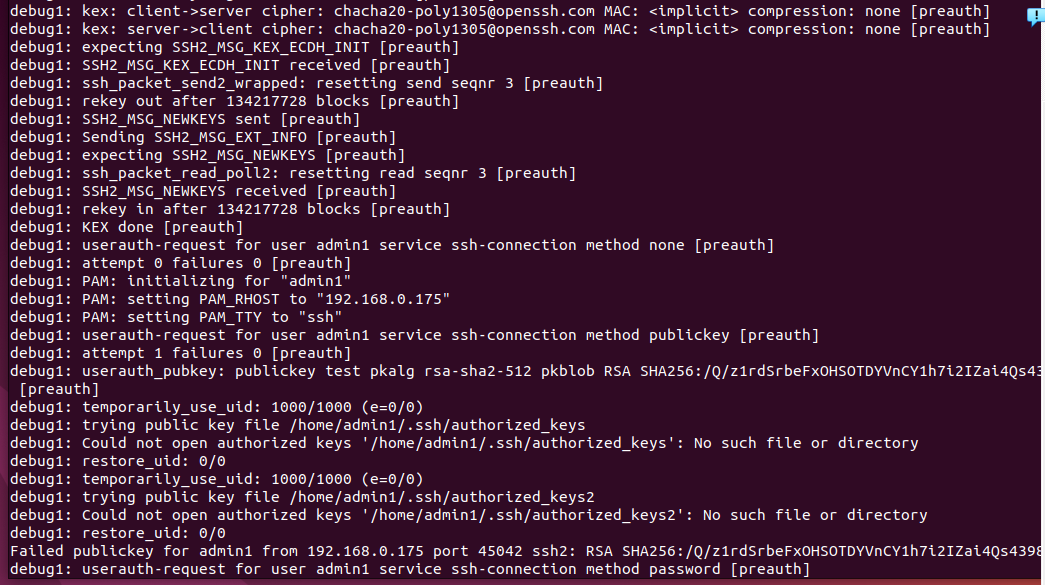 debug1: kex: client->server cipher: chacha20-poly1305@openssh.com MAC: <implicit> compression: none [preauth]
debug1: kex: server->client cipher: chacha20-poly1305@openssh.com MAC: <implicit> compression: none [preauth]
debug1: expecting SSH2_MSG_KEX_ECDH_INIT [preauth]
debug1: SSH2_MSG_KEX_ECDH_INIT received [preauth]
debug1: ssh_packet_send2_wrapped: resetting send seqnr 3 [preauth]
debug1: rekey out after 134217728 blocks [preauth]
debug1: SSH2_MSG_NEWKEYS sent [preauth]
debug1: Sending SSH2_MSG_EXT_INFO [preauth]
debug1: expecting SSH2_MSG_NEWKEYS [preauth]
debug1: ssh_packet_read_poll2: resetting read seqnr 3 [preauth]
debug1: SSH2_MSG_NEWKEYS received [preauth]
debug1: rekey in after 134217728 blocks [preauth]
debug1: KEX done [preauth]
debug1: userauth-request for user admin1 service ssh-connection method none [preauth]
debug1: attempt 0 failures 0 [preauth]
debug1: PAM: initializing for "admin1"
debug1: PAM: setting PAM_RHOST to "192.168.0.175"
debug1: PAM: setting PAM_TTY to "ssh"
debug1: userauth-request for user admin1 service ssh-connection method publickey [preauth]
debug1: attempt 1 failures 0 [preauth]
debug1: userauth_pubkey: publickey test pkalg rsa-sha2-512 pkblob RSA SHA256:/Q/z1rdSrbeFxOHSOTDYVnCY1h7i2IZai4Qs43
[preauth]
debug1: temporarily_use_uid: 1000/1000 (e=0/0)
debug1: trying public key file /home/admin1/.ssh/authorized_keys
debug1: Could not open authorized keys '/home/admin1/.ssh/authorized_keys': No such file or directory
debug1: restore_uid: 0/0
debug1: temporarily_use_uid: 1000/1000 (e=0/0)
debug1: trying public key file /home/admin1/.ssh/authorized_keys2
debug1: Could not open authorized keys '/home/admin1/.ssh/authorized_keys2': No such file or directory
debug1: restore_uid: 0/0
Failed publickey for admin1 from 192.168.0.175 port 45042 ssh2: RSA SHA256:/Q/z1rdSrbeFxOHSOTDYVnCY1h7i2IZai4Qs4398
debug1: userauth-request for user admin1 service ssh-connection method password [preauth]